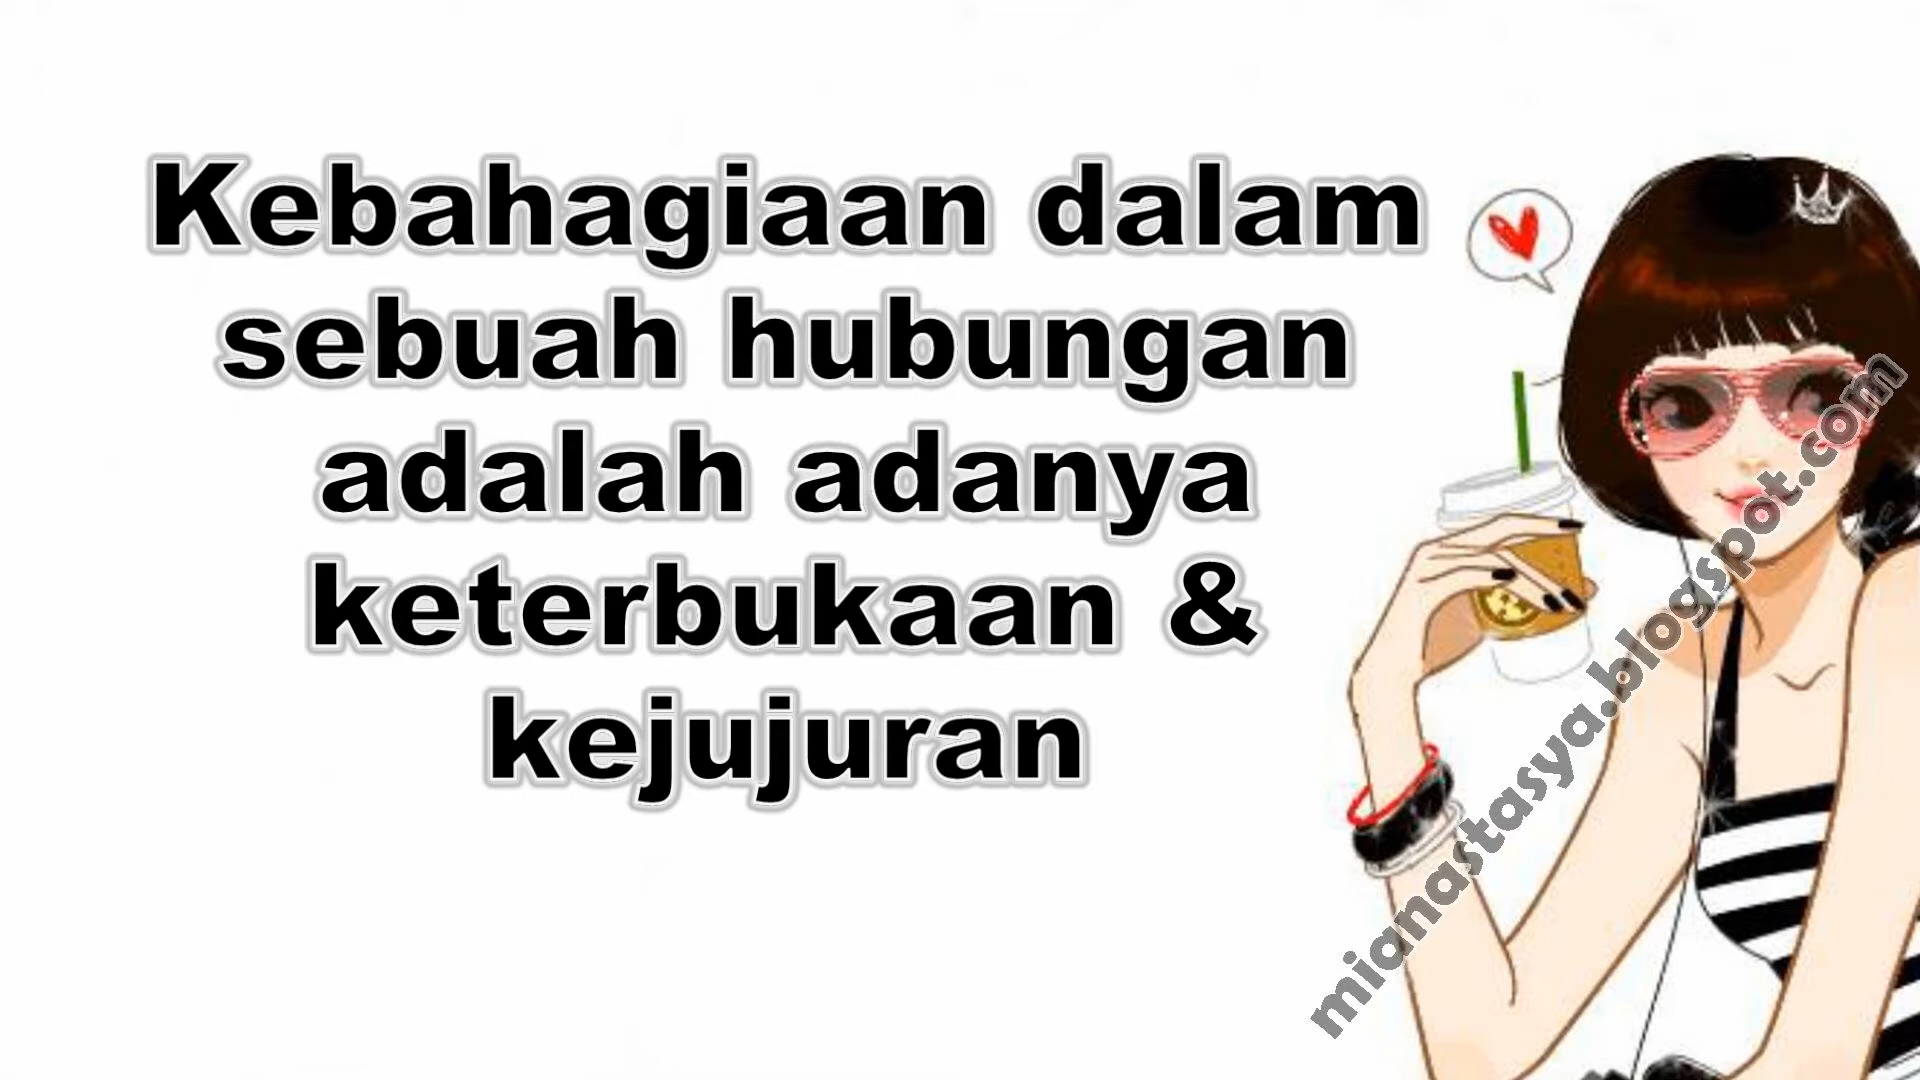 Kebahagiaan dalam
sebuah hubungan
adalah adanya
keterbukaan &
kejujuran
mianastasya.blogspot.com